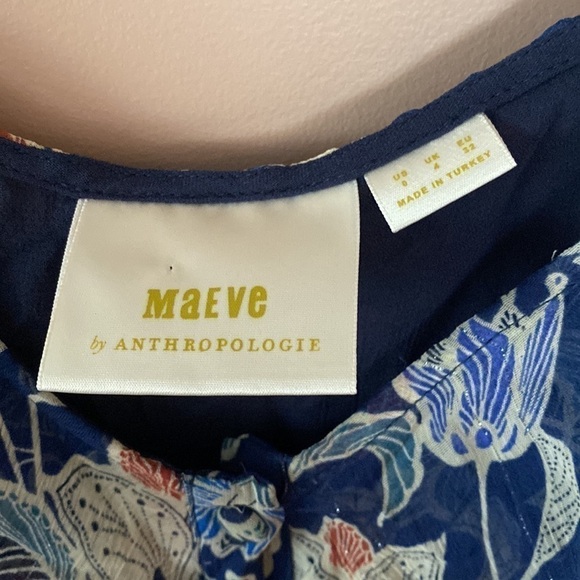 MaEVe
by ANTHROPOLOGIE
US UK EU
0 4 32
MADE IN TURKEY